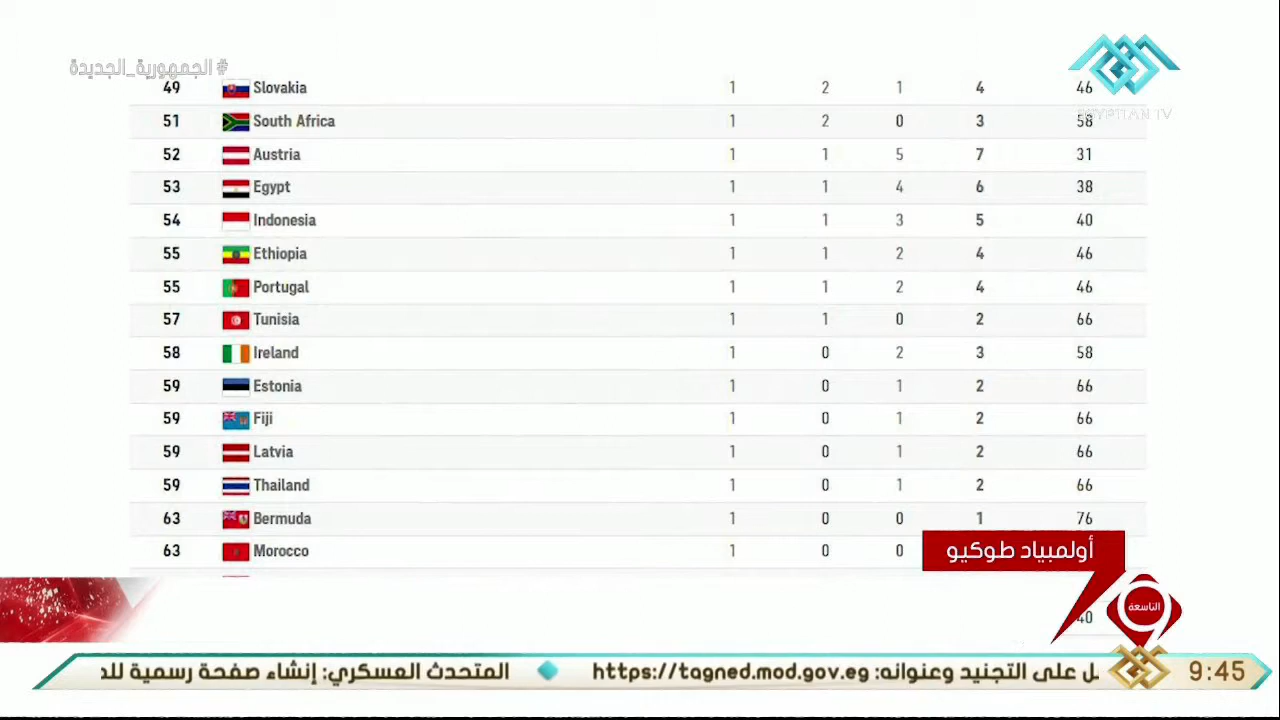 #الجمهورية_الجديدة
49 Slovakia 1 2 1 4 46
EGYPTIAN TV
51 South Africa 1 2 0 3 58
52 Austria 1 1 5 7 31
53 Egypt 1 1 4 6 38
54 Indonesia 1 1 3 5 40
55 Ethiopia 1 1 2 4 46
55 Portugal 1 1 2 4 46
57 Tunisia 1 1 0 2 66
58 Ireland 1 0 2 3 58
59 Estonia 1 0 1 2 66
59 Fiji 1 0 1 2 66
59 Latvia 1 0 1 2 66
59 Thailand 1 0 1 2 66
63 Bermuda 1 0 0 1 76
63 Morocco 1 0 0
أولمبياد طوكيو
التاسعة
9
40
ل على التجنيد وعنوانه: https://tagned.mod.gov.eg
المتحدث العسكري: إنشاء صفحة رسمية للد
9:45